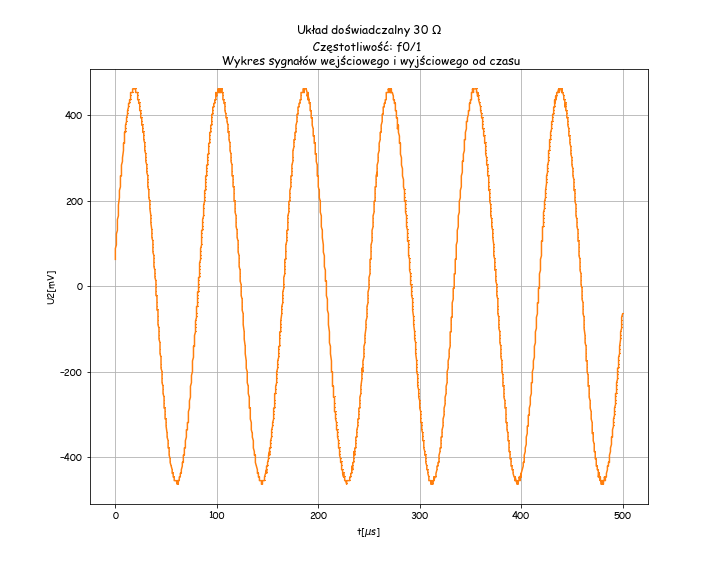 Układ doświadczalny 30 Ω
Częstotliwość: f0/1
Wykres sygnałów wejściowego i wyjściowego od czasu
400
200
0
−200
−400
U2[mV]
0 100 200 300 400 500
t[μs]